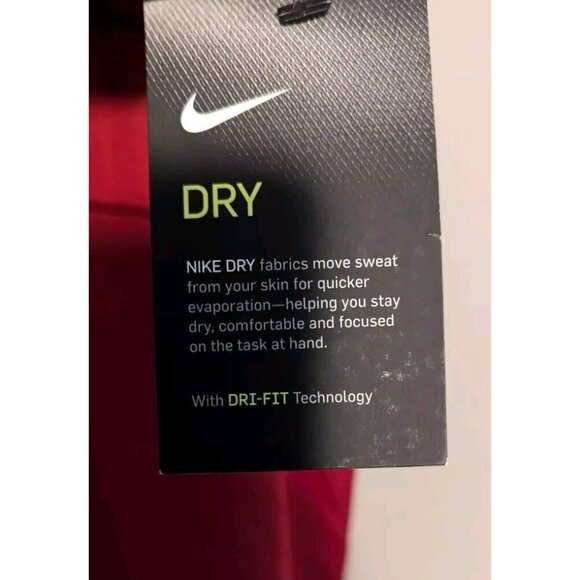 DRY
NIKE DRY fabrics move sweat
from your skin for quicker
evaporation—helping you stay
dry, comfortable and focused
on the task at hand.
With DRI-FIT Technology